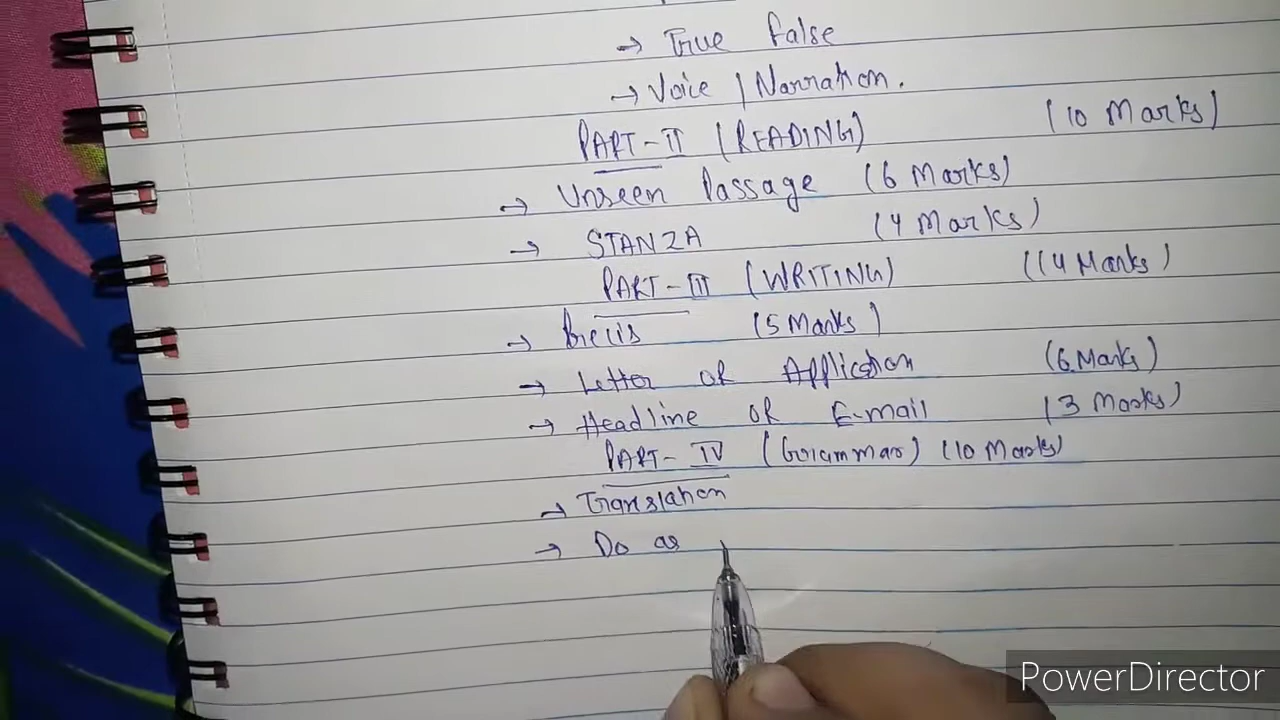 → True false
→ Voice / Narration.
PART-II (READING) (10 Marks)
→ Unseen Passage (6 Marks)
→ STANZA (4 Marks)
PART-III (WRITING) (14 Marks)
→ Precis (5 Marks)
→ Letter OR Application (6 Marks)
→ Headline OR E-mail (3 Marks)
PART-IV (Grammar) (10 Marks)
→ Translation
→ Do as
PowerDirector